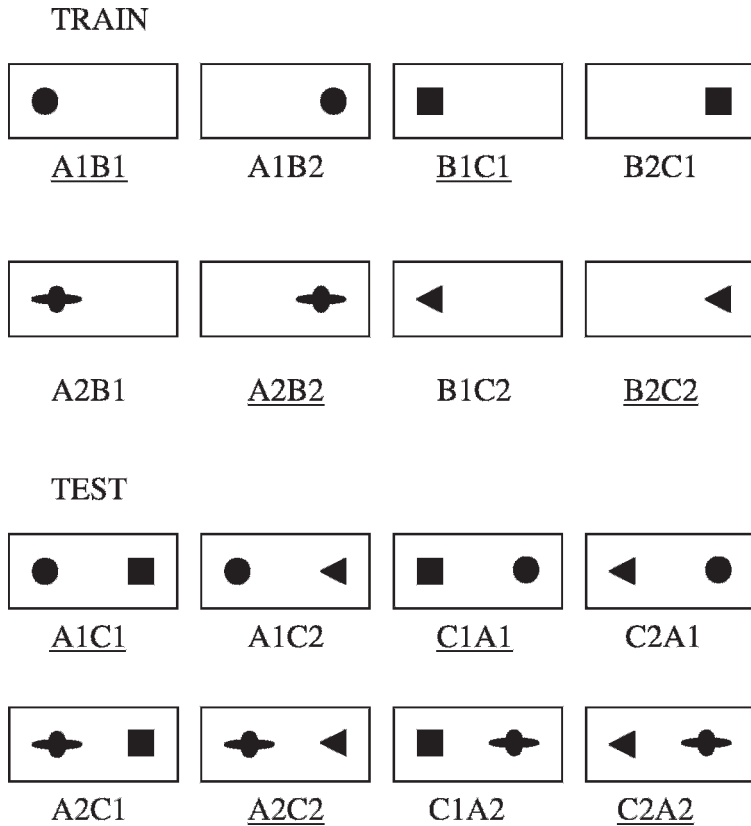 TRAIN
A1B1 A1B2 B1C1 B2C1
A2B1 A2B2 B1C2 B2C2
TEST
A1C1 A1C2 C1A1 C2A1
A2C1 A2C2 C1A2 C2A2